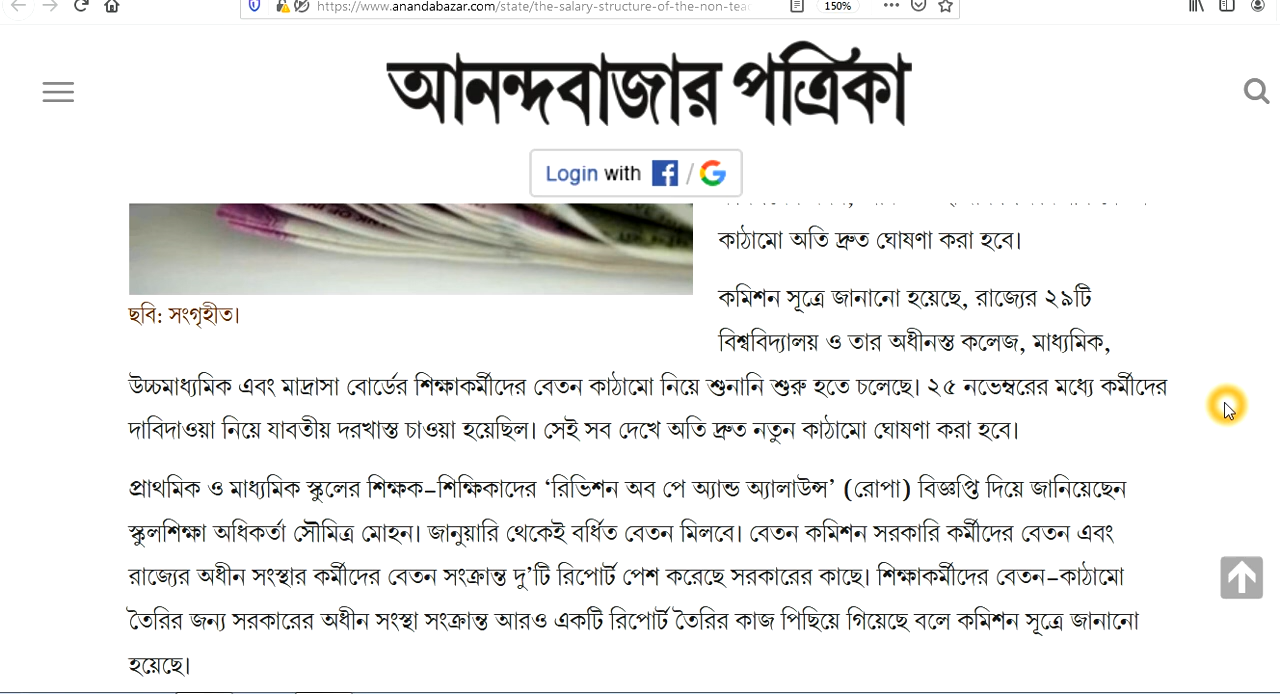 https://www.anandabazar.com/state/the-salary-structure-of-the-non-tea
150%
আনন্দবাজার পত্রিকা
Login with /
কাঠামো অতি দ্রুত ঘোষণা করা হবে।
কমিশন সূত্রে জানানো হয়েছে, রাজ্যের ২৯টি
বিশ্ববিদ্যালয় ও তার অধীনস্ত কলেজ, মাধ্যমিক,
ছবি: সংগৃহীত।
উচ্চমাধ্যমিক এবং মাদ্রাসা বোর্ডের শিক্ষাকর্মীদের বেতন কাঠামো নিয়ে শুনানি শুরু হতে চলেছে। ২৫ নভেম্বরের মধ্যে কর্মীদের
দাবিদাওয়া নিয়ে যাবতীয় দরখাস্ত চাওয়া হয়েছিল। সেই সব দেখে অতি দ্রুত নতুন কাঠামো ঘোষণা করা হবে।
প্রাথমিক ও মাধ্যমিক স্কুলের শিক্ষক-শিক্ষিকাদের ‘রিভিশন অব পে অ্যান্ড অ্যালাউন্স’ (রোপা) বিজ্ঞপ্তি দিয়ে জানিয়েছেন
স্কুলশিক্ষা অধিকর্তা সৌমিত্র মোহন। জানুয়ারি থেকেই বর্ধিত বেতন মিলবে। বেতন কমিশন সরকারি কর্মীদের বেতন এবং
রাজ্যের অধীন সংস্থার কর্মীদের বেতন সংক্রান্ত দু’টি রিপোর্ট পেশ করেছে সরকারের কাছে। শিক্ষাকর্মীদের বেতন-কাঠামো
তৈরির জন্য সরকারের অধীন সংস্থা সংক্রান্ত আরও একটি রিপোর্ট তৈরির কাজ পিছিয়ে গিয়েছে বলে কমিশন সূত্রে জানানো
হয়েছে।